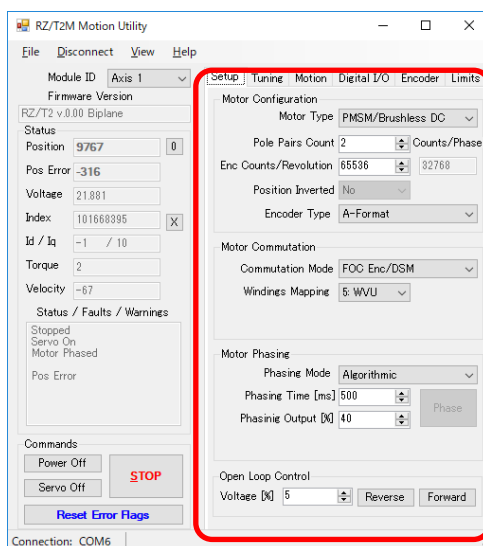 RZ/T2M Motion Utility
File Disconnect View Help
Module ID Axis 1
Firmware Version
RZ/T2 v.0.00 Biplane
Status
Position 9767 0
Pos Error -316
Voltage 21.881
Index 101668395 X
Id / Iq -1 / 10
Torque 2
Velocity -67
Status / Faults / Warnings
Stopped
Servo On
Motor Phased
Pos Error
Commands
Power Off
Servo Off
STOP
Reset Error Flags
Connection: COM6
Setup Tuning Motion Digital I/O Encoder Limits
Motor Configuration
Motor Type PMSM/Brushless DC
Pole Pairs Count 2 Counts/Phase
Enc Counts/Revolution 65536 32768
Position Inverted No
Encoder Type A-Format
Motor Commutation
Commutation Mode FOC Enc/DSM
Windings Mapping 5: WVU
Motor Phasing
Phasing Mode Algorithmic
Phasing Time [ms] 500
Phasinig Output [%] 40
Phase
Open Loop Control
Voltage [%] 5 Reverse Forward